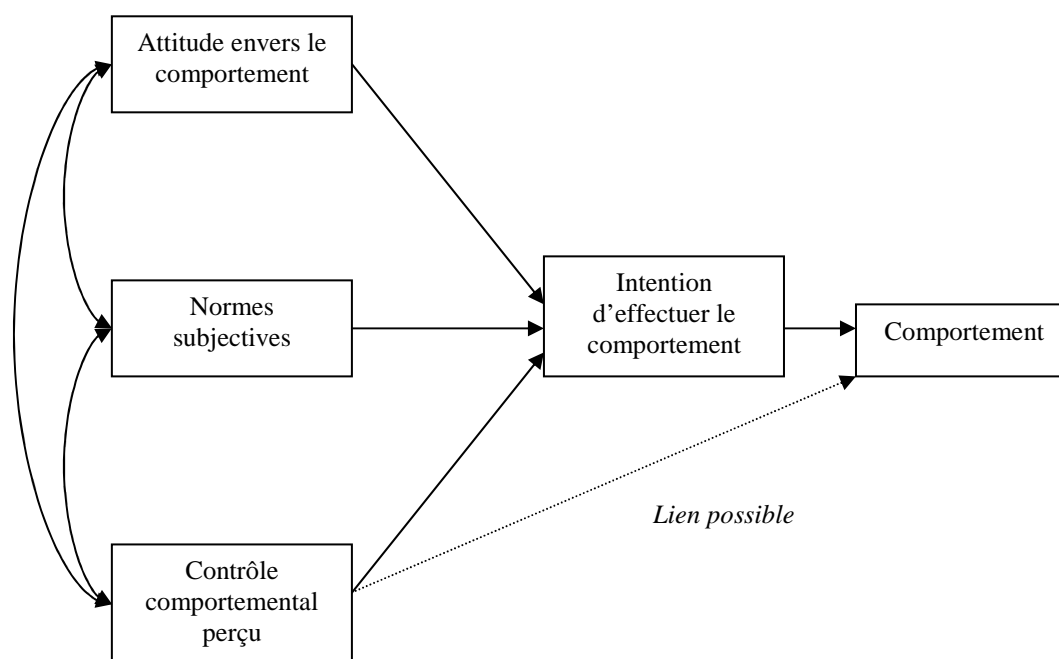 Attitude envers le
comportement
Normes
subjectives
Intention
d’effectuer le
comportement
Comportement
Lien possible
Contrôle
comportemental
perçu